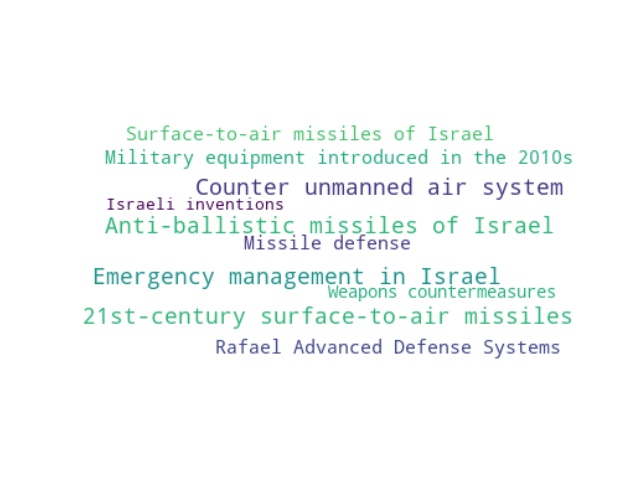 Surface-to-air missiles of Israel
Military equipment introduced in the 2010s
Counter unmanned air system
Israeli inventions
Anti-ballistic missiles of Israel
Missile defense
Emergency management in Israel
Weapons countermeasures
21st-century surface-to-air missiles
Rafael Advanced Defense Systems